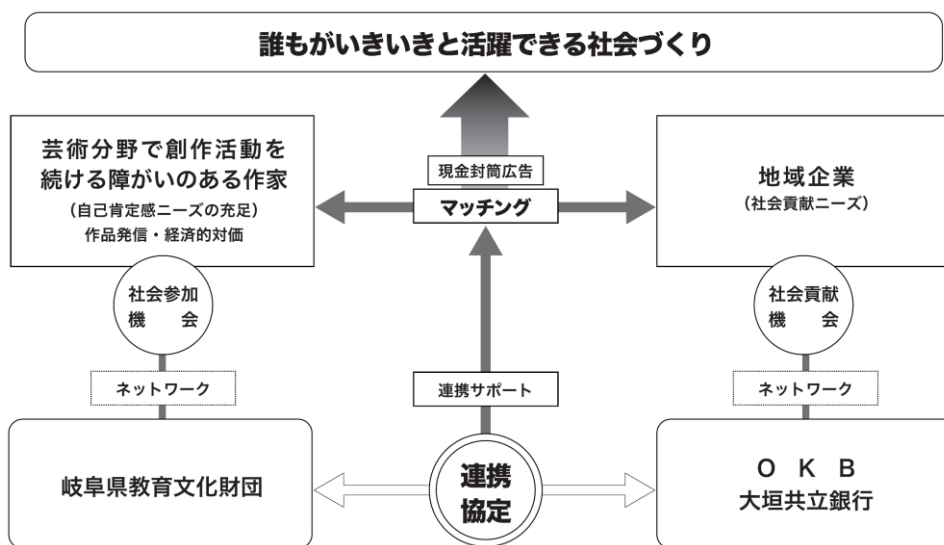 誰もがいきいきと活躍できる社会づくり
芸術分野で創作活動を
続ける障がいのある作家
（自己肯定感ニーズの充足）
作品発信・経済的対価
現金封筒広告
マッチング
地域企業
（社会貢献ニーズ）
社会参加
機　会
社会貢献
機　会
ネットワーク
連携サポート
ネットワーク
岐阜県教育文化財団
連携
協定
Ｏ　Ｋ　Ｂ
大垣共立銀行